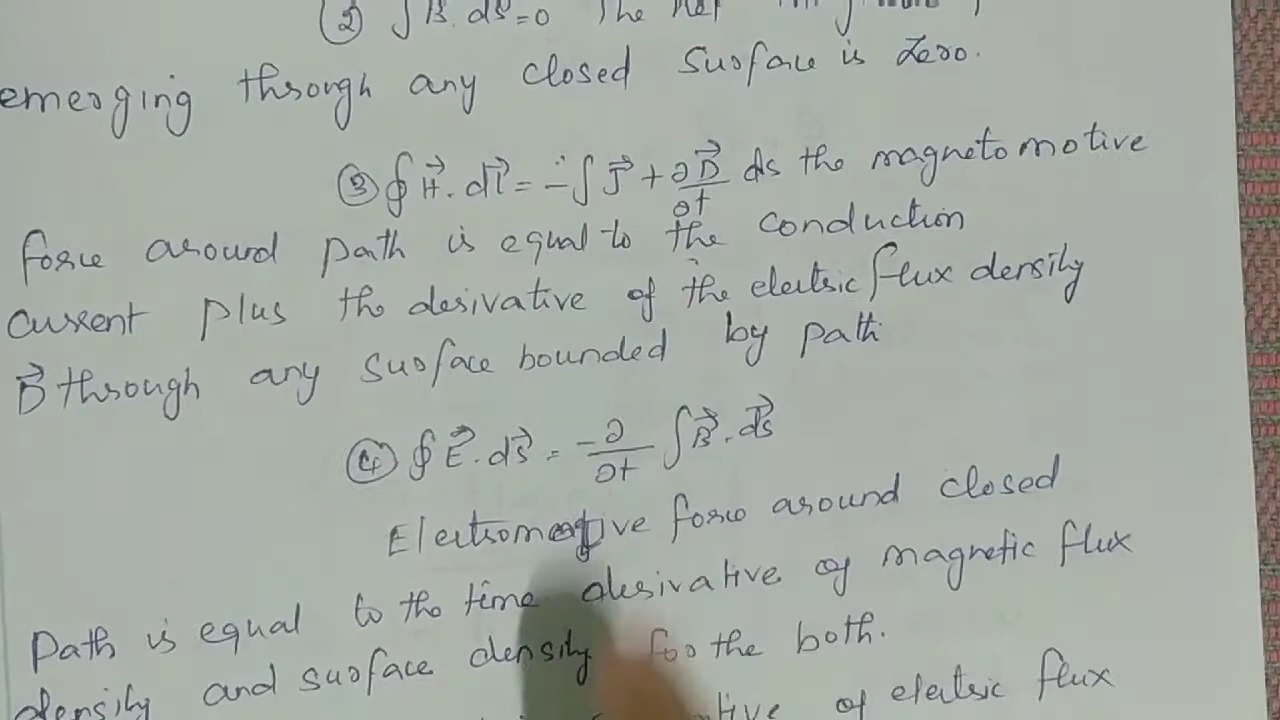 ② ∫B⃗.ds⃗=0 The net
emerging through any closed surface is zero.
③ ∮H⃗.dl⃗ = -∫J⃗ + ∂D⃗/∂t ds the magneto motive
force around path is equal to the conduction
current plus the derivative of the electric flux density
D⃗ through any surface bounded by path
④ ∮E⃗.ds⃗ = -∂/∂t ∫B⃗.ds⃗
Electromotive force around closed
path is equal to the time derivative of magnetic flux
density and surface density for the both.
of electric flux